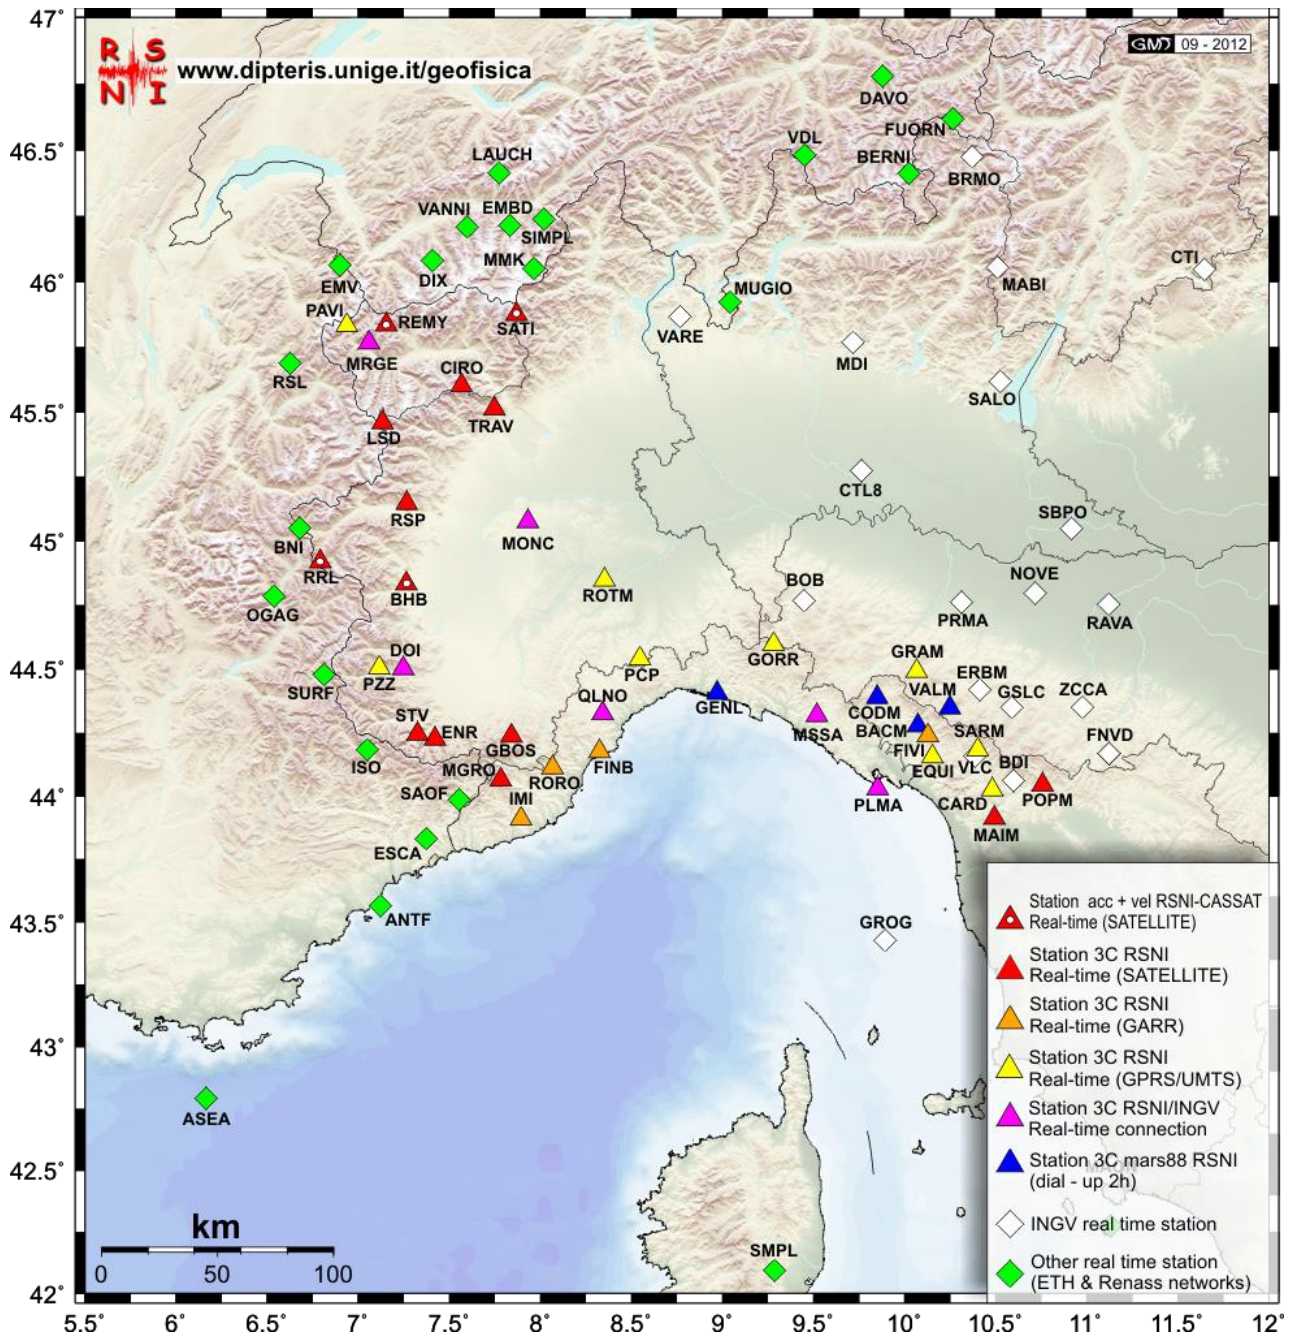 47°
R S
N I
www.dipteris.unige.it/geofisica
GMD 09 - 2012
DAVO
FUORN
46.5°
LAUCH
VDL
BERNI
BRMO
VANNI
EMBD
SIMPL
46°
EMV
DIX
MMK
MUGIO
MABI
CTI
PAVI
REMY
SATI
VARE
MRGE
MDI
RSL
CIRO
SALO
45.5°
LSD
TRAV
CTL8
RSP
SBPO
45°
BNI
MONC
RRL
NOVE
OGAG
BHB
ROTM
BOB
PRMA
RAVA
44.5°
DOI
PCP
GORR
GRAM
ERBM
SURF
PZZ
QLNO
GENL
VALM
GSLC
ZCCA
STV
ENR
GBOS
MSSA
CODM
BACM
SARM
FNVD
ISO
MGRO
RORO
FINB
FIVI
EQUI
VLC
BDI
44°
SAOF
IMI
PLMA
CARD
POPM
MAIM
ESCA
43.5°
ANTF
GROG
43°
ASEA
42.5°
SMPL
42°
km
0 50 100
Station acc + vel RSNI-CASSAT
Real-time (SATELLITE)
Station 3C RSNI
Real-time (SATELLITE)
Station 3C RSNI
Real-time (GARR)
Station 3C RSNI
Real-time (GPRS/UMTS)
Station 3C RSNI/INGV
Real-time connection
Station 3C mars88 RSNI
(dial - up 2h)
MAON
INGV real time station
Other real time station
(ETH & Renass networks)
5.5° 6° 6.5° 7° 7.5° 8° 8.5° 9° 9.5° 10° 10.5° 11° 11.5° 12°